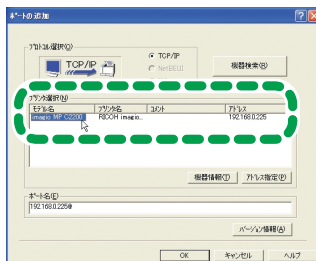 ポートの追加
プロトコル選択(O)
TCP/IP
TCP/IP
NetBEUI
機器検索(R)
プリンタ選択(N)
モデル名 プリンタ名 コメント アドレス
imagio MP C2200 RICOH imagio... 192.168.0.225
機器情報(T) アドレス指定(P)
ポート名(E)
192.168.0.225@
バージョン情報(A)
OK キャンセル ヘルプ